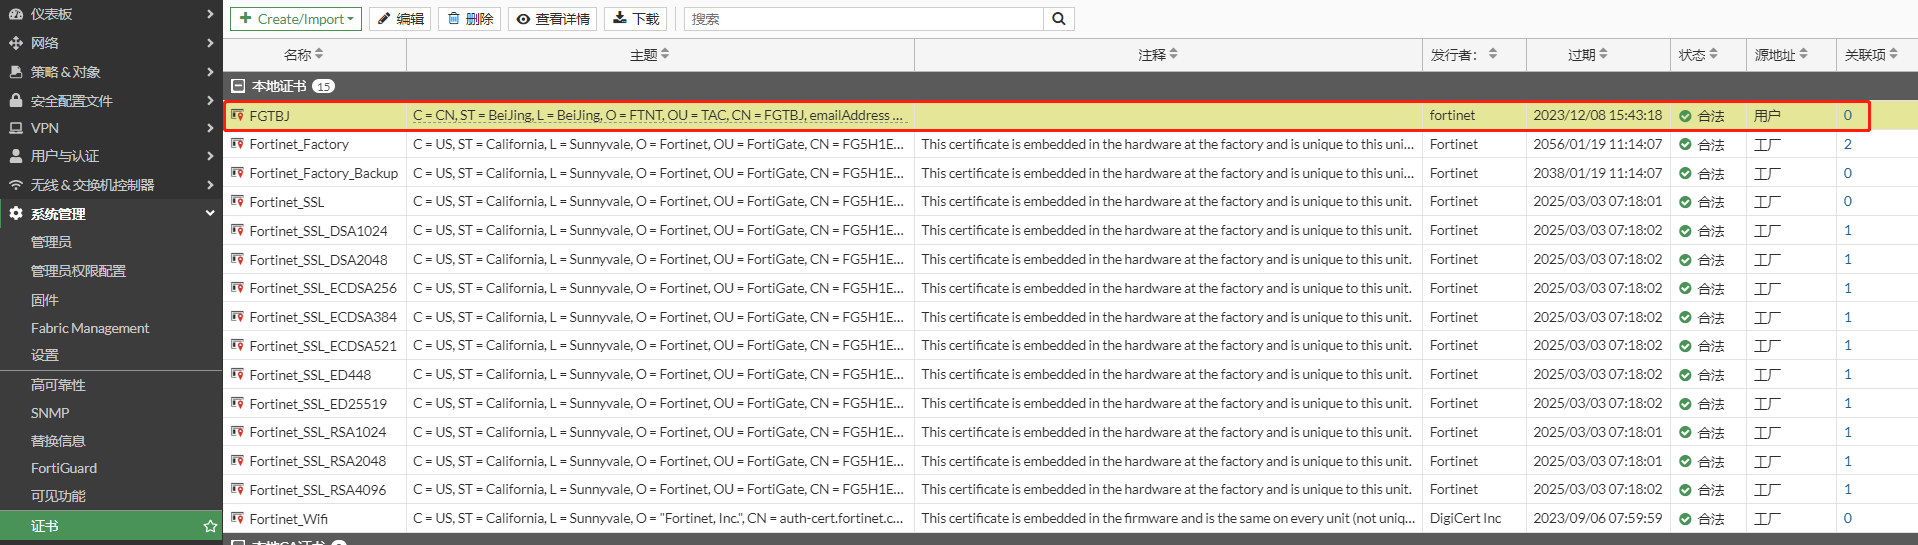 仪表板
网络
策略 & 对象
安全配置文件
VPN
用户与认证
无线 & 交换机控制器
系统管理
管理员
管理员权限配置
固件
Fabric Management
设置
高可靠性
SNMP
替换信息
FortiGuard
可见功能
证书
Create/Import 编辑 删除 查看详情 下载 搜索
名称 主题 注释 发行者: 过期 状态 源地址 关联项
本地证书 15
FGTBJ C = CN, ST = BeiJing, L = BeiJing, O = FTNT, OU = TAC, CN = FGTBJ, emailAddress ... fortinet 2023/12/08 15:43:18 合法 用户 0
Fortinet_Factory C = US, ST = California, L = Sunnyvale, O = Fortinet, OU = FortiGate, CN = FG5H1E... This certificate is embedded in the hardware at the factory and is unique to this uni... Fortinet 2056/01/19 11:14:07 合法 工厂 2
Fortinet_Factory_Backup C = US, ST = California, L = Sunnyvale, O = Fortinet, OU = FortiGate, CN = FG5H1E... This certificate is embedded in the hardware at the factory and is unique to this uni... Fortinet 2038/01/19 11:14:07 合法 工厂 0
Fortinet_SSL C = US, ST = California, L = Sunnyvale, O = Fortinet, OU = FortiGate, CN = FG5H1E... This certificate is embedded in the hardware at the factory and is unique to this unit. Fortinet 2025/03/03 07:18:01 合法 工厂 0
Fortinet_SSL_DSA1024 C = US, ST = California, L = Sunnyvale, O = Fortinet, OU = FortiGate, CN = FG5H1E... This certificate is embedded in the hardware at the factory and is unique to this unit. Fortinet 2025/03/03 07:18:02 合法 工厂 1
Fortinet_SSL_DSA2048 C = US, ST = California, L = Sunnyvale, O = Fortinet, OU = FortiGate, CN = FG5H1E... This certificate is embedded in the hardware at the factory and is unique to this unit. Fortinet 2025/03/03 07:18:02 合法 工厂 1
Fortinet_SSL_ECDSA256 C = US, ST = California, L = Sunnyvale, O = Fortinet, OU = FortiGate, CN = FG5H1E... This certificate is embedded in the hardware at the factory and is unique to this unit. Fortinet 2025/03/03 07:18:02 合法 工厂 1
Fortinet_SSL_ECDSA384 C = US, ST = California, L = Sunnyvale, O = Fortinet, OU = FortiGate, CN = FG5H1E... This certificate is embedded in the hardware at the factory and is unique to this unit. Fortinet 2025/03/03 07:18:02 合法 工厂 1
Fortinet_SSL_ECDSA521 C = US, ST = California, L = Sunnyvale, O = Fortinet, OU = FortiGate, CN = FG5H1E... This certificate is embedded in the hardware at the factory and is unique to this unit. Fortinet 2025/03/03 07:18:02 合法 工厂 1
Fortinet_SSL_ED448 C = US, ST = California, L = Sunnyvale, O = Fortinet, OU = FortiGate, CN = FG5H1E... This certificate is embedded in the hardware at the factory and is unique to this unit. Fortinet 2025/03/03 07:18:02 合法 工厂 1
Fortinet_SSL_ED25519 C = US, ST = California, L = Sunnyvale, O = Fortinet, OU = FortiGate, CN = FG5H1E... This certificate is embedded in the hardware at the factory and is unique to this unit. Fortinet 2025/03/03 07:18:02 合法 工厂 1
Fortinet_SSL_RSA1024 C = US, ST = California, L = Sunnyvale, O = Fortinet, OU = FortiGate, CN = FG5H1E... This certificate is embedded in the hardware at the factory and is unique to this unit. Fortinet 2025/03/03 07:18:01 合法 工厂 1
Fortinet_SSL_RSA2048 C = US, ST = California, L = Sunnyvale, O = Fortinet, OU = FortiGate, CN = FG5H1E... This certificate is embedded in the hardware at the factory and is unique to this unit. Fortinet 2025/03/03 07:18:01 合法 工厂 1
Fortinet_SSL_RSA4096 C = US, ST = California, L = Sunnyvale, O = Fortinet, OU = FortiGate, CN = FG5H1E... This certificate is embedded in the hardware at the factory and is unique to this unit. Fortinet 2025/03/03 07:18:02 合法 工厂 1
Fortinet_Wifi C = US, ST = California, L = Sunnyvale, O = "Fortinet, Inc.", CN = auth-cert.fortinet.c... This certificate is embedded in the firmware and is the same on every unit (not uniq... DigiCert Inc 2023/09/06 07:59:59 合法 工厂 0